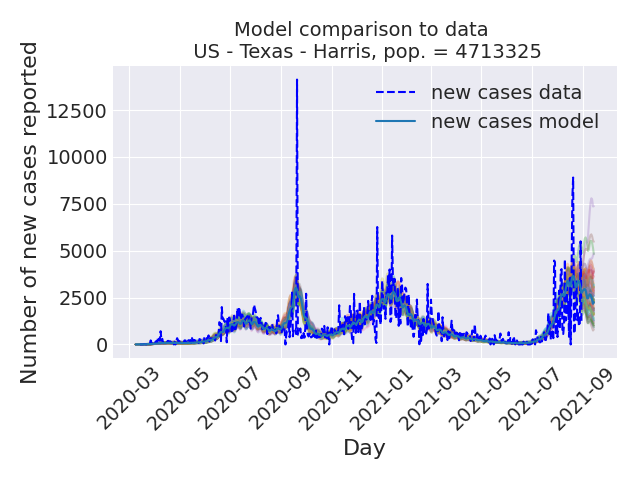 Model comparison to data
US - Texas - Harris, pop. = 4713325
new cases data
new cases model
Number of new cases reported
12500
10000
7500
5000
2500
0
2020-03
2020-05
2020-07
2020-09
2020-11
2021-01
2021-03
2021-05
2021-07
2021-09
Day